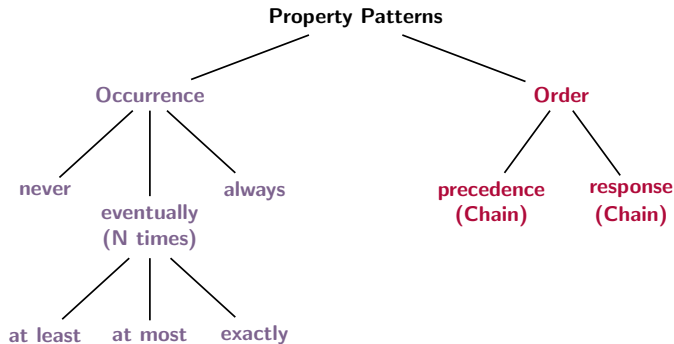 Property Patterns
Occurrence
Order
never
always
eventually
(N times)
precedence
(Chain)
response
(Chain)
at least
at most
exactly